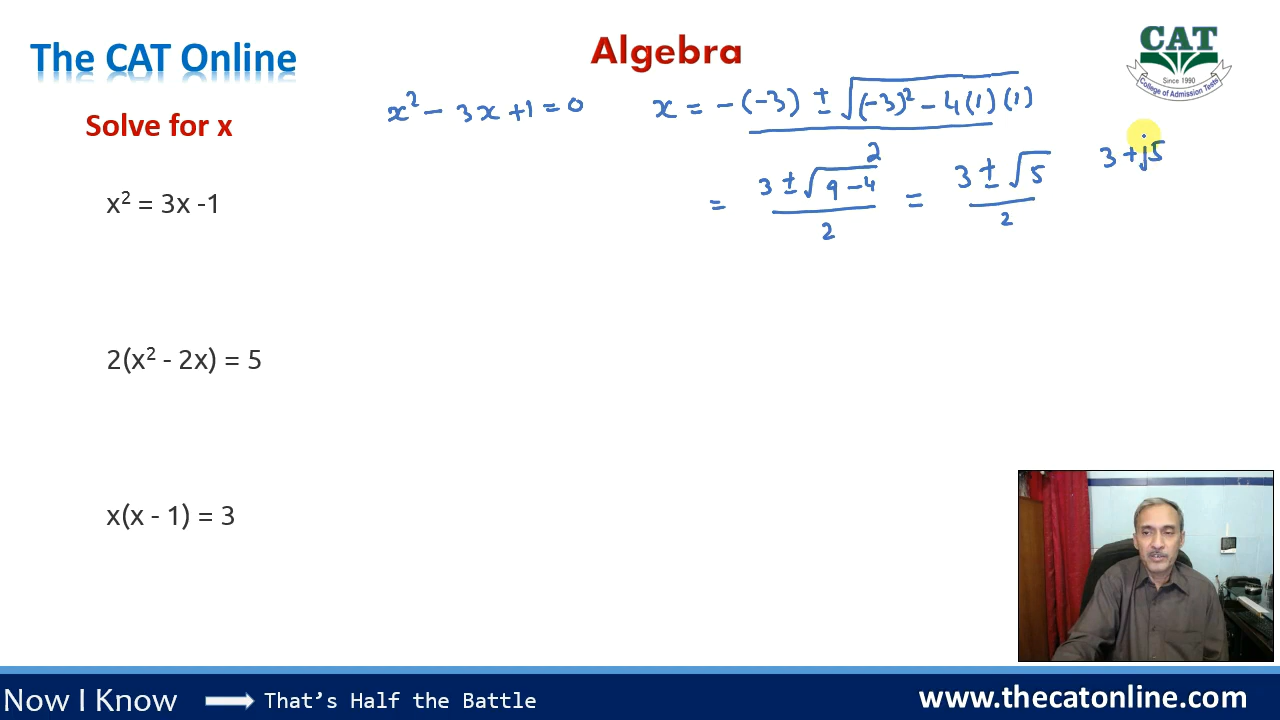 The CAT Online
Algebra
CAT
Since 1990
College of Admission Tests
Solve for x
x² - 3x + 1 = 0
x = -(-3) ± √(-3)² - 4(1)(1)
2
= 3 ± √9 - 4
2
= 3 ± √5
2
3 + √5
x² = 3x -1
2(x² - 2x) = 5
x(x - 1) = 3
Now I Know
That's Half the Battle
www.thecatonline.com